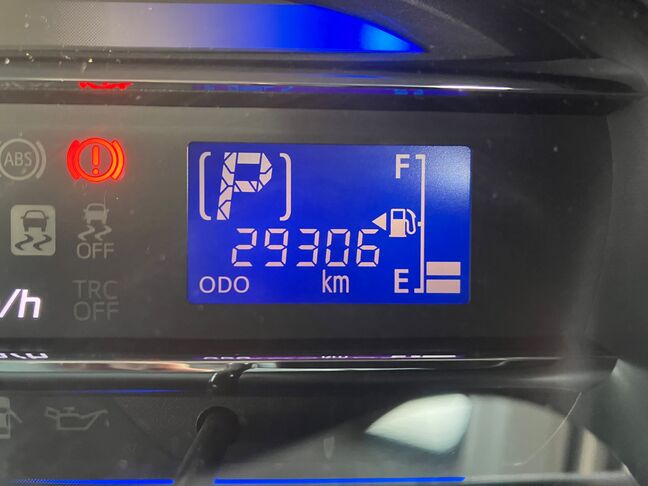 ABS
!
P
F
29306
OFF
ODO km E
/h
TRC
OFF